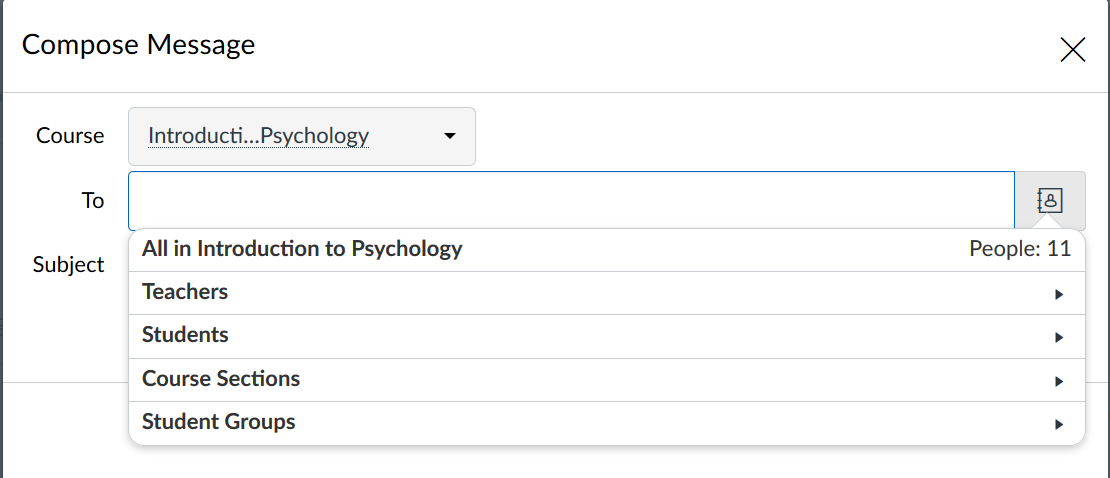 Compose Message
Course Introducti...Psychology
To
All in Introduction to Psychology People: 11
Subject
Teachers
Students
Course Sections
Student Groups